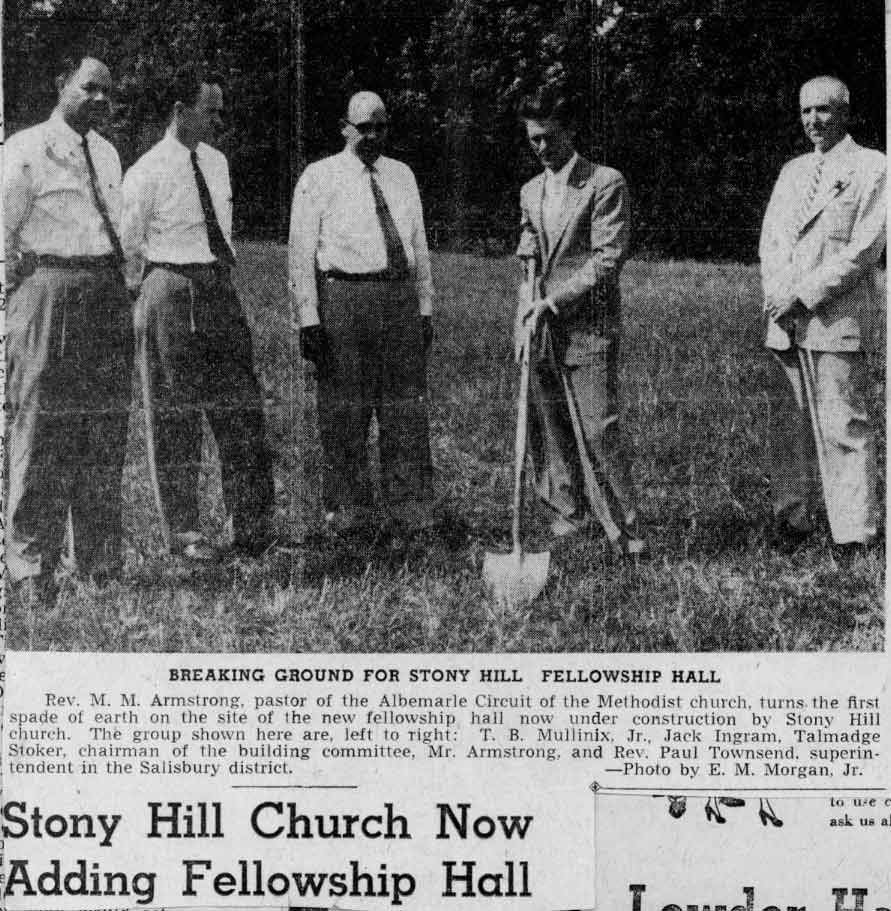 BREAKING GROUND FOR STONY HILL FELLOWSHIP HALL
Rev. M. M. Armstrong, pastor of the Albemarle Circuit of the Methodist church, turns the first
spade of earth on the site of the new fellowship hall now under construction by Stony Hill
church. The group shown here are, left to right: T. B. Mullinix, Jr., Jack Ingram, Talmadge
Stoker, chairman of the building committee, Mr. Armstrong, and Rev. Paul Townsend, superin-
tendent in the Salisbury district. —Photo by E. M. Morgan, Jr.
Stony Hill Church Now
Adding Fellowship Hall
to use
ask us